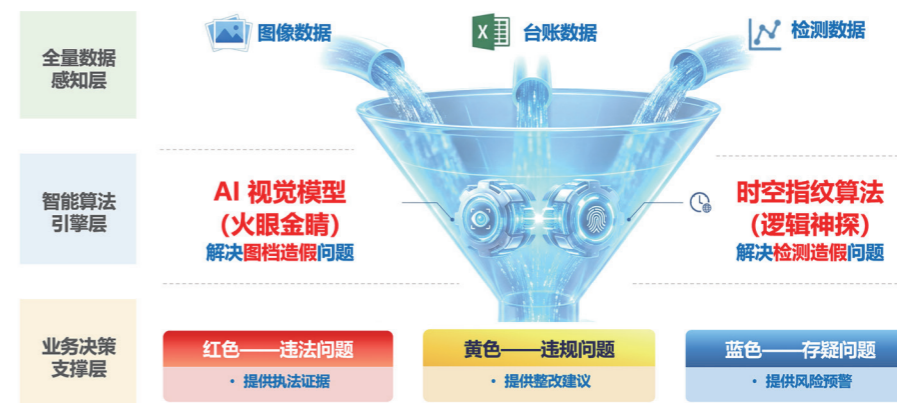 全量数据
感知层
图像数据
台账数据
检测数据
智能算法
引擎层
AI 视觉模型
(火眼金睛)
解决图档造假问题
时空指纹算法
(逻辑神探)
解决检测造假问题
业务决策
支撑层
红色——违法问题
• 提供执法证据
黄色——违规问题
• 提供整改建议
蓝色——存疑问题
• 提供风险预警